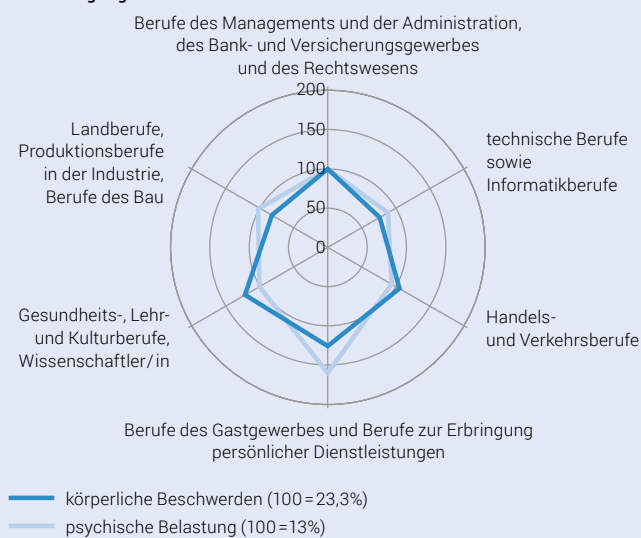 Berufe des Managements und der Administration,
des Bank- und Versicherungsgewerbes
und des Rechtswesens
200
150
100
50
0
Landberufe,
Produktionsberufe
in der Industrie,
Berufe des Bau
technische Berufe
sowie
Informatikberufe
Gesundheits-, Lehr-
und Kulturberufe,
Wissenschaftler/in
Handels-
und Verkehrsberufe
Berufe des Gastgewerbes und Berufe zur Erbringung
persönlicher Dienstleistungen
körperliche Beschwerden (100=23,3%)
psychische Belastung (100=13%)